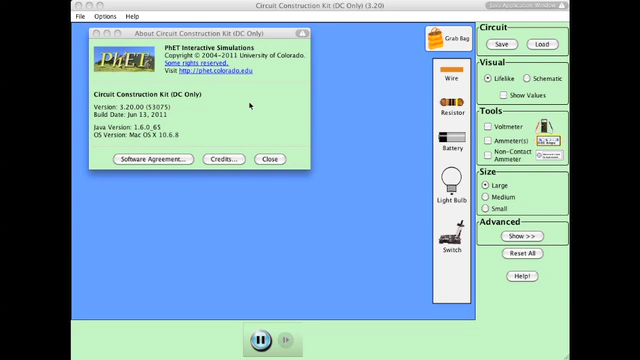 Circuit Construction Kit (DC Only) (3.20)
Java Application Window
File Options Help
About Circuit Construction Kit (DC Only)
PhET
PhET Interactive Simulations
Copyright © 2004-2011 University of Colorado.
Some rights reserved.
Visit http://phet.colorado.edu
Circuit Construction Kit (DC Only)
Version: 3.20.00 (53075)
Build Date: Jun 13, 2011
Java Version: 1.6.0_65
OS Version: Mac OS X 10.6.8
Software Agreement...
Credits...
Close
Grab Bag
Wire
Resistor
Battery
Light Bulb
Switch
Circuit
Save
Load
Visual
Lifelike
Schematic
Show Values
Tools
Voltmeter
Ammeter(s)
Non-Contact
Ammeter
Size
Large
Medium
Small
Advanced
Show >>
Reset All
Help!